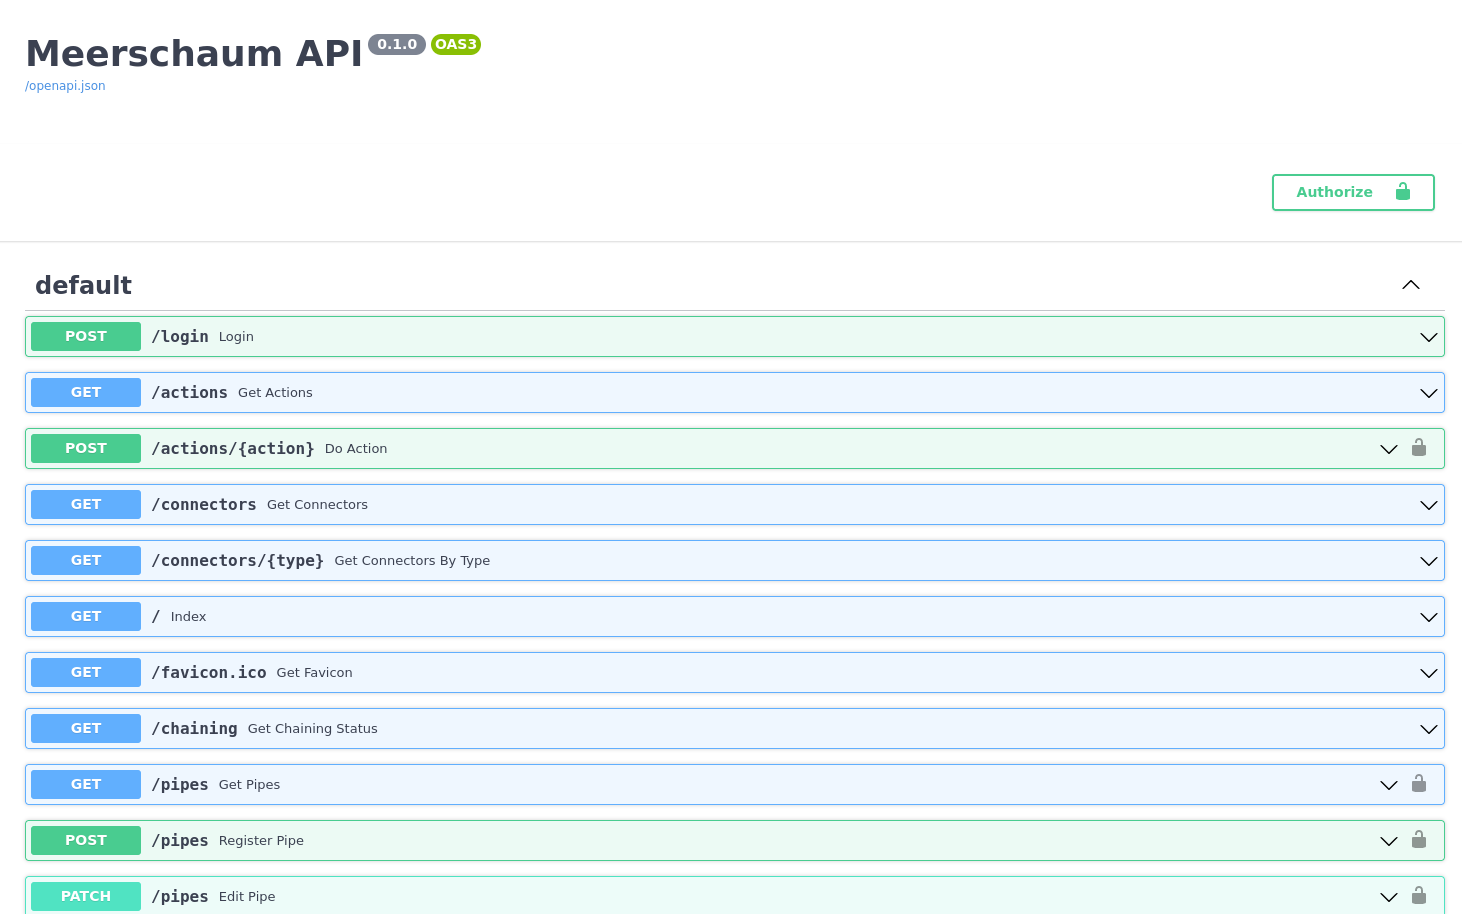 Meerschaum API 0.1.0 OAS3
/openapi.json
Authorize
default
POST /login Login
GET /actions Get Actions
POST /actions/{action} Do Action
GET /connectors Get Connectors
GET /connectors/{type} Get Connectors By Type
GET / Index
GET /favicon.ico Get Favicon
GET /chaining Get Chaining Status
GET /pipes Get Pipes
POST /pipes Register Pipe
PATCH /pipes Edit Pipe